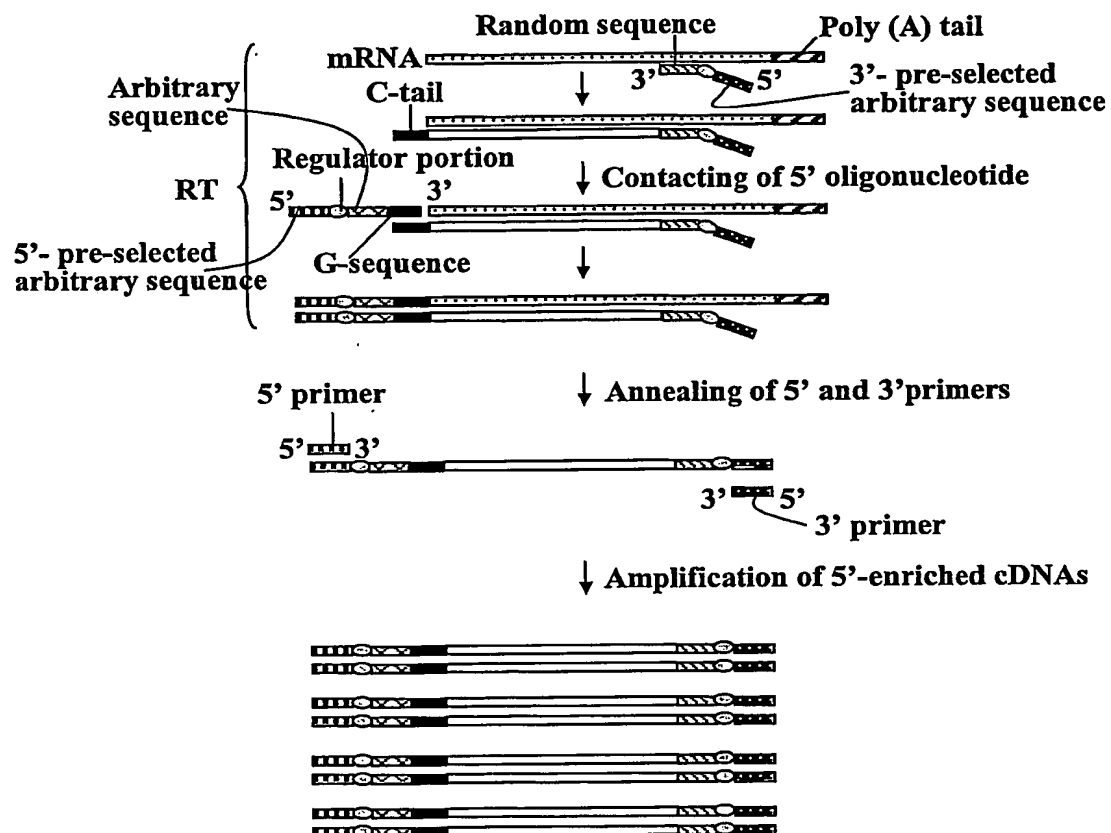 Random sequence
Poly (A) tail
mRNA
3’
5’
Arbitrary
sequence
C-tail
3’- pre-selected
arbitrary sequence
Regulator portion
RT
5’
3’
Contacting of 5’ oligonucleotide
5’- pre-selected
arbitrary sequence
G-sequence
Annealing of 5’ and 3’primers
5’ primer
5’
3’
3’
5’
3’ primer
Amplification of 5’-enriched cDNAs